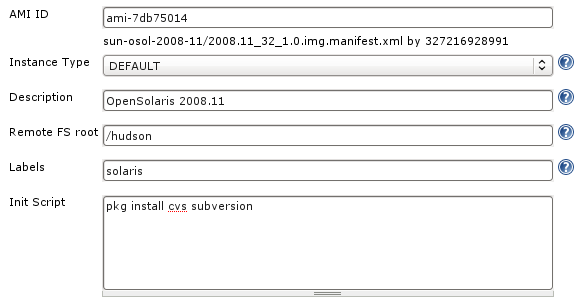 AMI ID ami-7db75014
sun-osol-2008-11/2008.11_32_1.0.img.manifest.xml by 327216928991
Instance Type DEFAULT
Description OpenSolaris 2008.11
Remote FS root /hudson
Labels solaris
Init Script pkg install cvs subversion